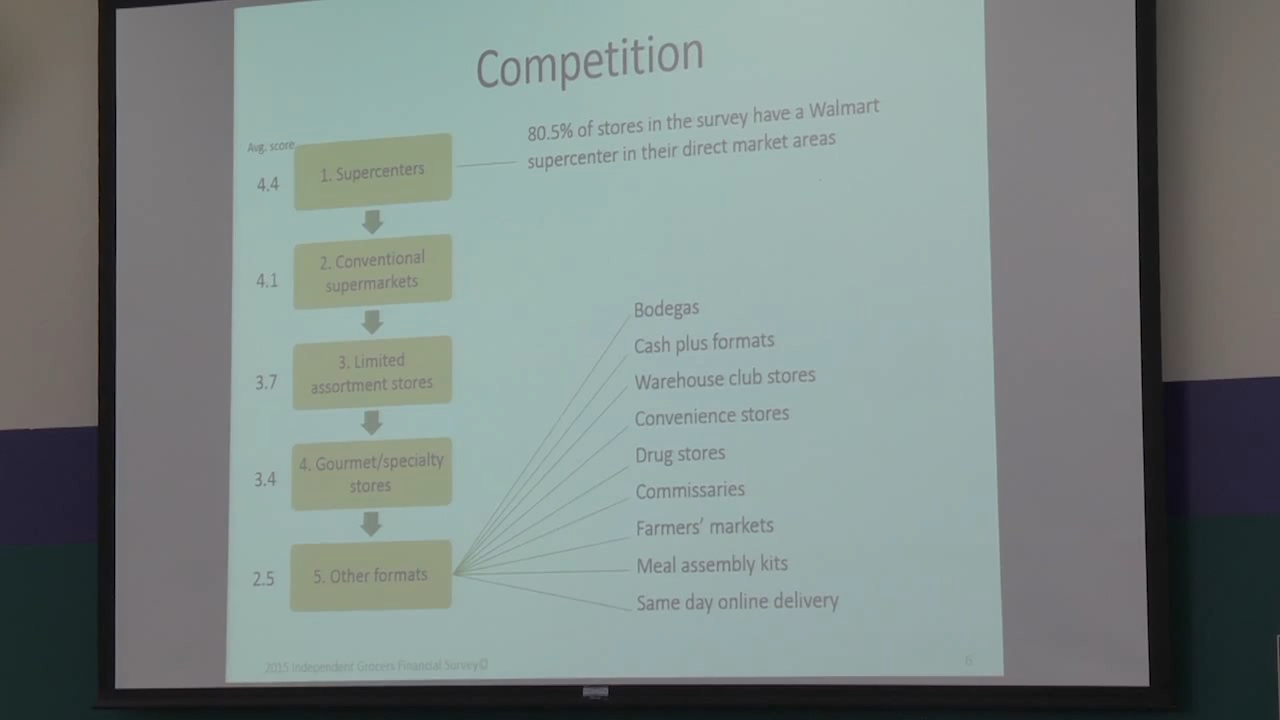 Competition
80.5% of stores in the survey have a Walmart
supercenter in their direct market areas
Avg. score
4.4
1. Supercenters
4.1
2. Conventional
supermarkets
3.7
3. Limited
assortment stores
3.4
4. Gourmet/specialty
stores
2.5
5. Other formats
Bodegas
Cash plus formats
Warehouse club stores
Convenience stores
Drug stores
Commissaries
Farmers' markets
Meal assembly kits
Same day online delivery
2015 Independent Grocers Financial Survey©
6